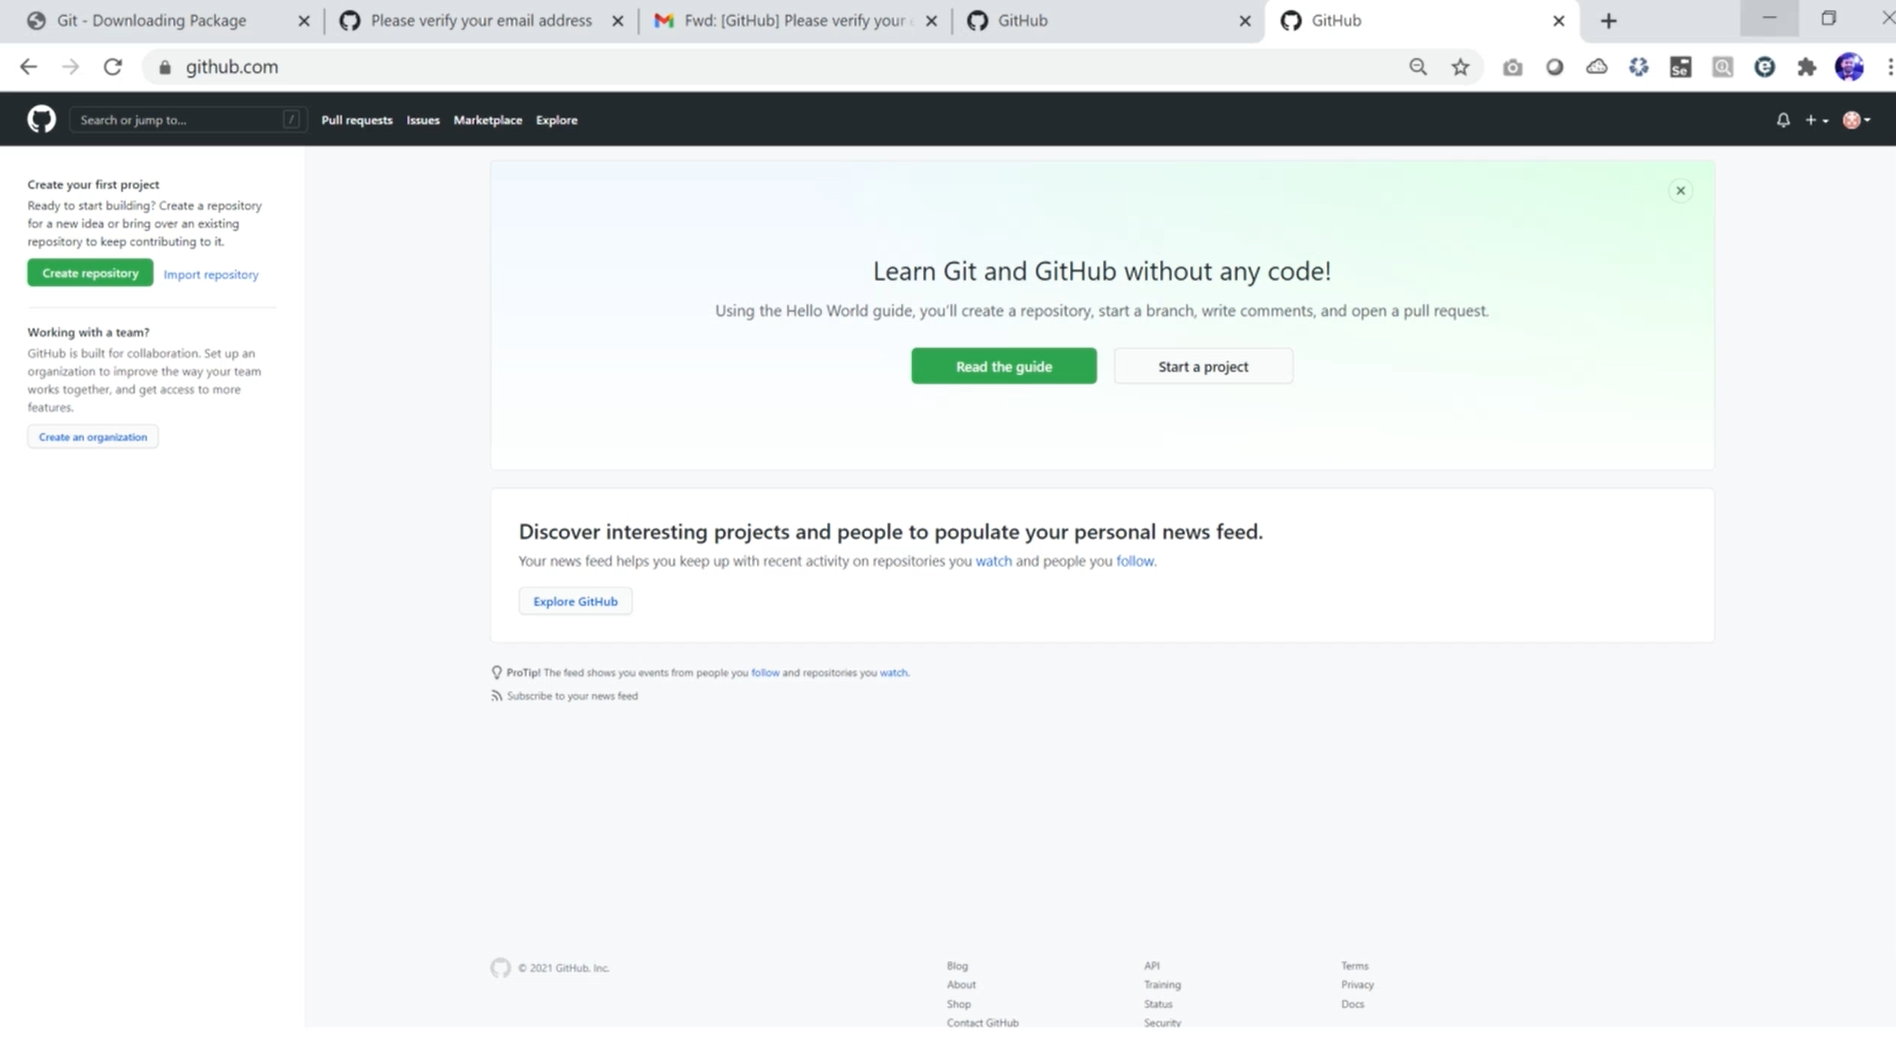 Git - Downloading Package
Please verify your email address
Fwd: [GitHub] Please verify your
GitHub
GitHub
github.com
Search or jump to...
/
Pull requests
Issues
Marketplace
Explore
Create your first project
Ready to start building? Create a repository
for a new idea or bring over an existing
repository to keep contributing to it.
Create repository
Import repository
Working with a team?
GitHub is built for collaboration. Set up an
organization to improve the way your team
works together, and get access to more
features.
Create an organization
Learn Git and GitHub without any code!
Using the Hello World guide, you'll create a repository, start a branch, write comments, and open a pull request.
Read the guide
Start a project
Discover interesting projects and people to populate your personal news feed.
Your news feed helps you keep up with recent activity on repositories you watch and people you follow.
Explore GitHub
ProTip! The feed shows you events from people you follow and repositories you watch.
Subscribe to your news feed
© 2021 GitHub, Inc.
Blog
About
Shop
Contact GitHub
API
Training
Status
Security
Terms
Privacy
Docs